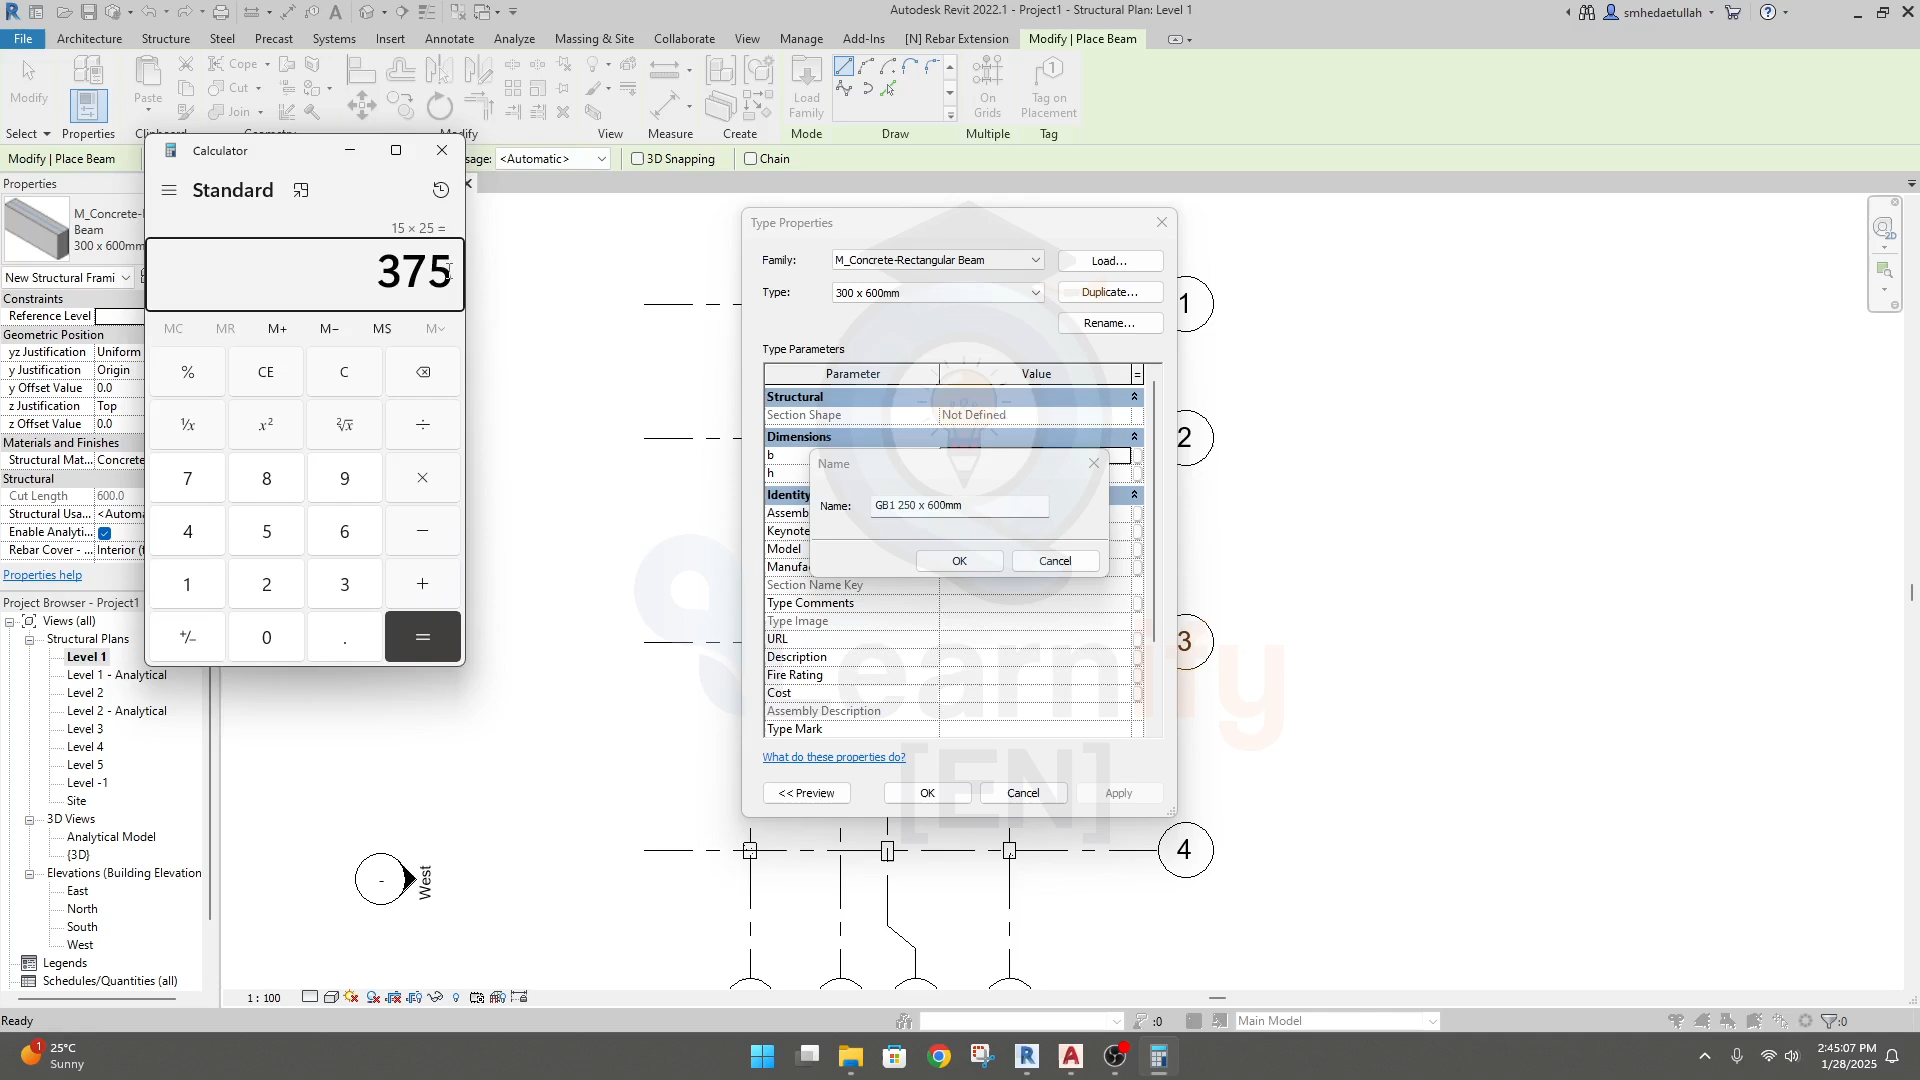 Autodesk Revit 2022.1 - Project1 - Structural Plan: Level 1
smhedaetullah
File
Architecture
Structure
Steel
Precast
Systems
Insert
Annotate
Analyze
Massing & Site
Collaborate
View
Manage
Add-Ins
[N] Rebar Extension
Modify | Place Beam
Modify
Paste
Cope
Cut
Join
Load
Family
On
Grids
Tag on
Placement
Select
Properties
View
Measure
Create
Mode
Draw
Multiple
Tag
Modify | Place Beam
sage:
<Automatic>
3D Snapping
Chain
Calculator
Standard
15 × 25 =
375
MC
MR
M+
M−
MS
M
%
CE
C
¹/x
x²
²√x
÷
7
8
9
×
4
5
6
−
1
2
3
+
+/−
0
.
=
Properties
M_Concrete-
Beam
300 x 600mm
New Structural Frami
Constraints
Reference Level
Geometric Position
yz Justification
Uniform
y Justification
Origin
y Offset Value
0.0
z Justification
Top
z Offset Value
0.0
Materials and Finishes
Structural Mat...
Concrete
Structural
Cut Length
600.0
Structural Usa...
Enable Analyti...
Rebar Cover - ...
Properties help
Project Browser - Project1
Views (all)
Structural Plans
Level 1
Level 1 - Analytical
Level 2
Level 2 - Analytical
Level 3
Level 4
Level 5
Level -1
Site
3D Views
Analytical Model
{3D}
Elevations (Building Elevation
East
North
South
West
Legends
Schedules/Quantities (all)
Type Properties
Family:
M_Concrete-Rectangular Beam
Load...
Type:
300 x 600mm
Duplicate...
Rename...
Type Parameters
Parameter
Value
=
Structural
Section Shape
Not Defined
Dimensions
b
h
Name
Name:
GB1 250 x 600mm
OK
Cancel
Keynote
Model
Section Name Key
Type Comments
Type Image
URL
Description
Fire Rating
Cost
Assembly Description
Type Mark
What do these properties do?
<< Preview
OK
Cancel
Apply
1
2
3
4
-
West
earnify
[EN]
1 : 100
Ready
:0
Main Model
:0
1
25°C
Sunny
2:45:07 PM
1/28/2025